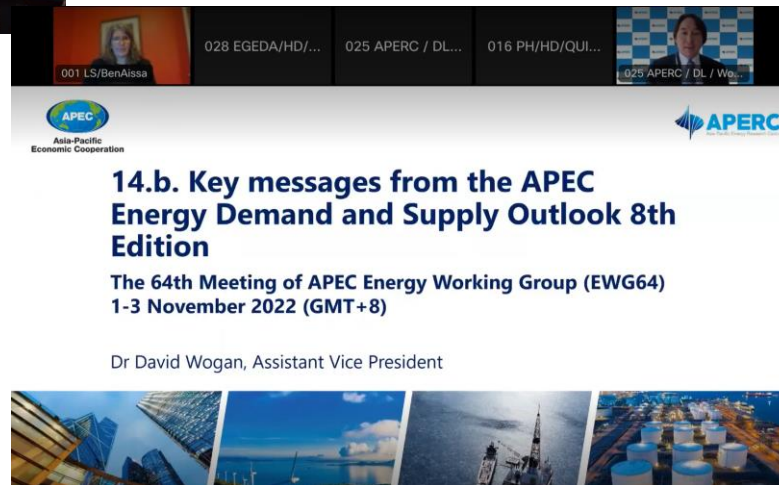 028 EGEDA/HD/...
025 APERC / DL...
016 PH/HD/QUI...
001 LS/BenAissa
025 APERC / DL / Wo...
APEC
Asia-Pacific
Economic Cooperation
APERC
14.b. Key messages from the APEC
Energy Demand and Supply Outlook 8th
Edition
The 64th Meeting of APEC Energy Working Group (EWG64)
1-3 November 2022 (GMT+8)
Dr David Wogan, Assistant Vice President